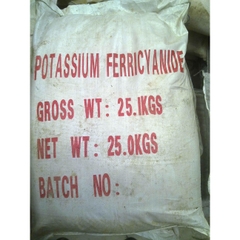 POTASSIUM FERRICYANIDE
GROSS WT: 25.1KGS
NET WT: 25.0KGS
BATCH NO: